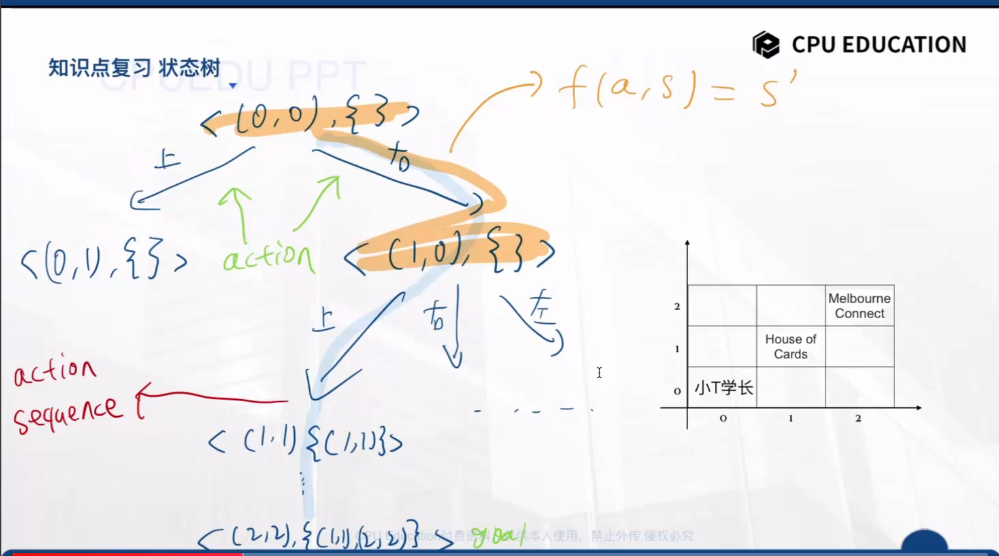 CPU EDUCATION
知识点复习 状态树
CPUEDU PPT
f(a,s) = s'
<(0,0),{}>
上
右
<(0,1),{}>
action
<(1,0),{}>
上
右
左
action
sequence
<(1,1){(1,1)}>
<(2,2),{(1,1),(2,2)}> goal
2
Melbourne
Connect
1
House of
Cards
0
小T学长
0
1
2
本人使用，禁止外传,侵权必究